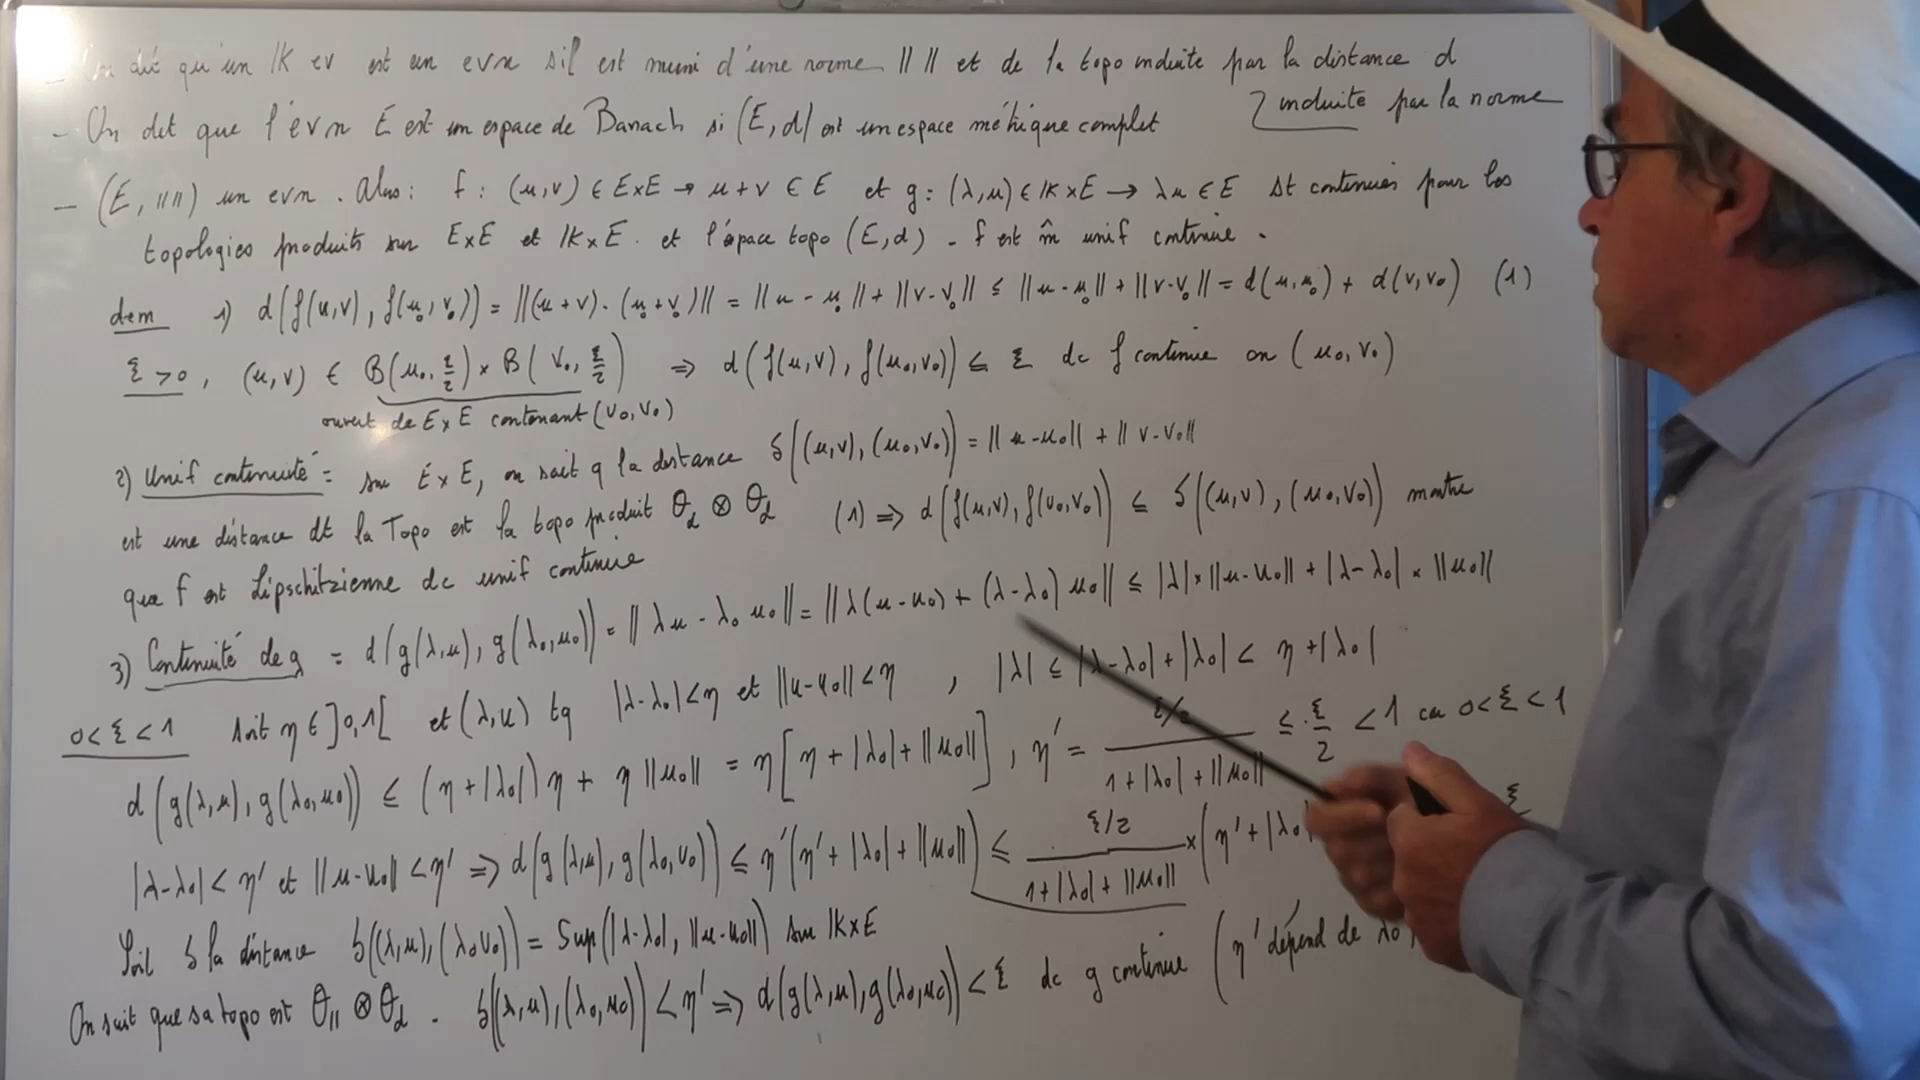 - On dit qu'un IK ev est un evn s'il est muni d'une norme || || et de la topo induite par la distance d
induite par la norme
- On dit que l'evn E est un espace de Banach si (E, d) est un espace métrique complet
- (E, || ||) un evn. Alors : f : (u,v) ∈ E×E → u+v ∈ E et g : (λ,u) ∈ IK×E → λu ∈ E st continues pour les
topologies produits sur E×E et IK×E. et l'espace topo (E,d) - f est m̂ unif continue.
dem 1) d(f(u,v), f(u₀,v₀)) = ||(u+v) - (u₀+v₀)|| = ||u-u₀|| + ||v-v₀|| ≤ ||u-u₀|| + ||v-v₀|| = d(u,u₀) + d(v,v₀) (1)
ξ>0, (u,v) ∈ B(u₀, ξ/2) × B(v₀, ξ/2) ⇒ d(f(u,v), f(u₀,v₀)) ≤ ξ dc f continue en (u₀,v₀)
ouvert de E×E contenant (u₀,v₀)
2) Unif continuité = sur E×E, on sait q la distance δ((u,v),(u₀,v₀)) = ||u-u₀|| + ||v-v₀||
est une distance dt la Topo est la topo produit θ_d ⊗ θ_d (1) ⇒ d(f(u,v), f(u₀,v₀)) ≤ δ((u,v),(u₀,v₀)) montre
que f est Lipschitzienne dc unif continue
3) Continuité de g = d(g(λ,u), g(λ₀,u₀)) = ||λu - λ₀u₀|| = ||λ(u-u₀) + (λ-λ₀)u₀|| ≤ |λ|×||u-u₀|| + |λ-λ₀|×||u₀||
0<ξ<1 soit η ∈ ]0,1[ et (λ,u) tq |λ-λ₀|<η et ||u-u₀||<η , |λ| ≤ |λ-λ₀| + |λ₀| < η + |λ₀|
d(g(λ,u), g(λ₀,u₀)) ≤ (η+|λ₀|)η + η||u₀|| = η[η+|λ₀|+||u₀||], η' = (ξ/2)/(1+|λ₀|+||u₀||) ≤ ξ/2 < 1 car 0<ξ<1
|λ-λ₀|<η' et ||u-u₀||<η' ⇒ d(g(λ,u), g(λ₀,v₀)) ≤ η'(η'+|λ₀|+||u₀||) ≤ (ξ/2)/(1+|λ₀|+||u₀||) × (η'+|λ₀| ξ
Soit δ la distance δ((λ,u),(λ₀,v₀)) = Sup(|λ-λ₀|, ||u-u₀||) sur IK×E
On sait que sa topo est θ_|| ⊗ θ_d. δ((λ,u),(λ₀,u₀)) < η' ⇒ d(g(λ,u), g(λ₀,u₀)) < ξ dc g continue (η' dépend de λ₀